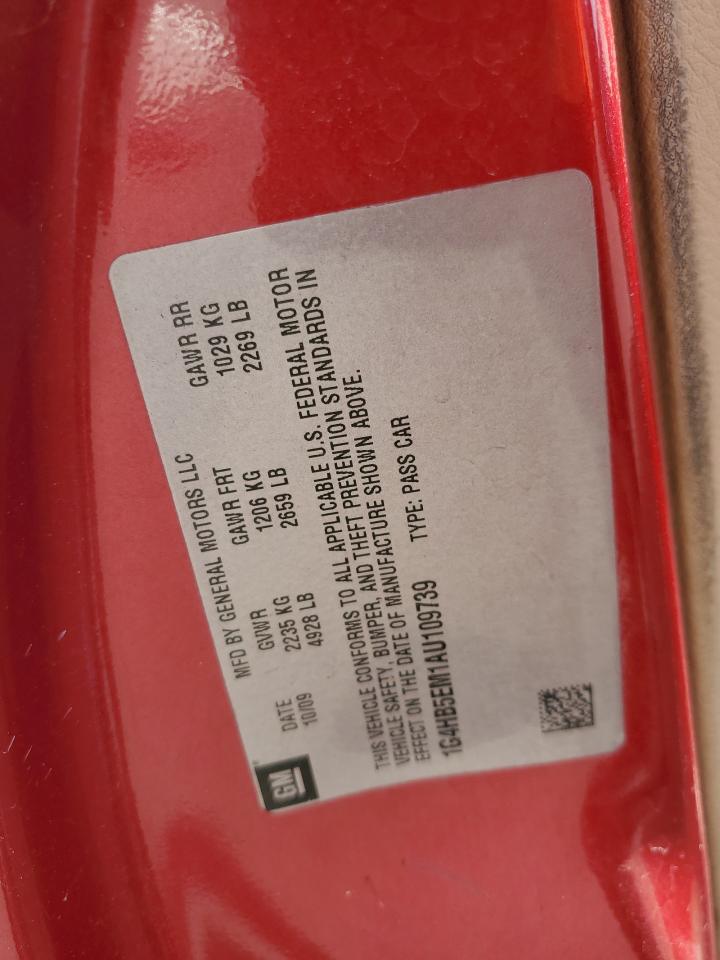 GM
MFD BY GENERAL MOTORS LLC
DATE GVWR GAWR FRT GAWR RR
10/09 2235 KG 1206 KG 1029 KG
4928 LB 2659 LB 2269 LB
THIS VEHICLE CONFORMS TO ALL APPLICABLE U.S. FEDERAL MOTOR
VEHICLE SAFETY, BUMPER, AND THEFT PREVENTION STANDARDS IN
EFFECT ON THE DATE OF MANUFACTURE SHOWN ABOVE.
1G4HB5EM1AU109739 TYPE: PASS CAR